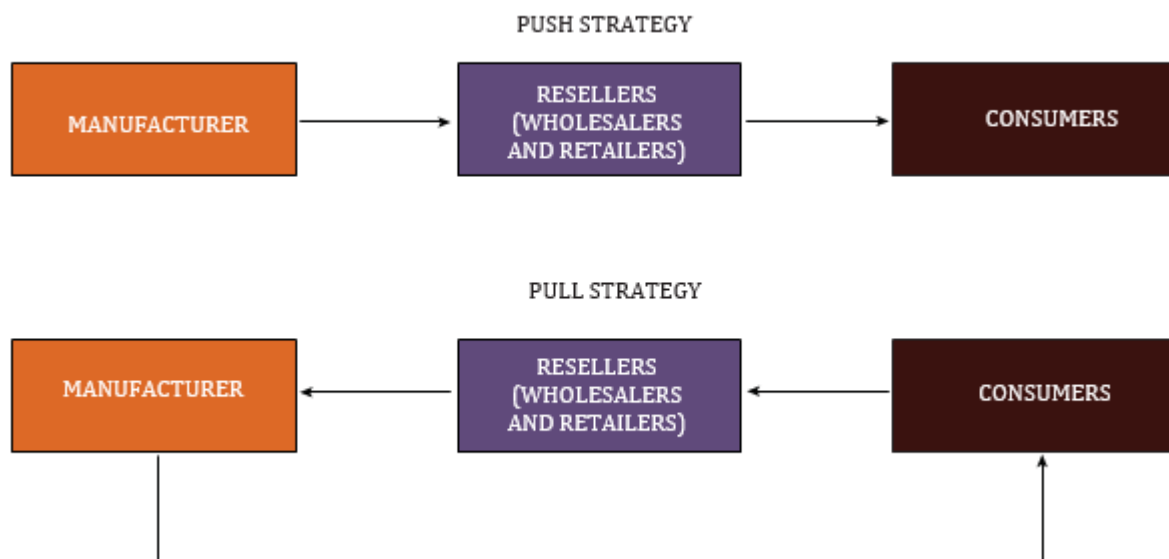 PUSH STRATEGY
MANUFACTURER
RESELLERS
(WHOLESALERS
AND RETAILERS)
CONSUMERS
PULL STRATEGY
MANUFACTURER
RESELLERS
(WHOLESALERS
AND RETAILERS)
CONSUMERS